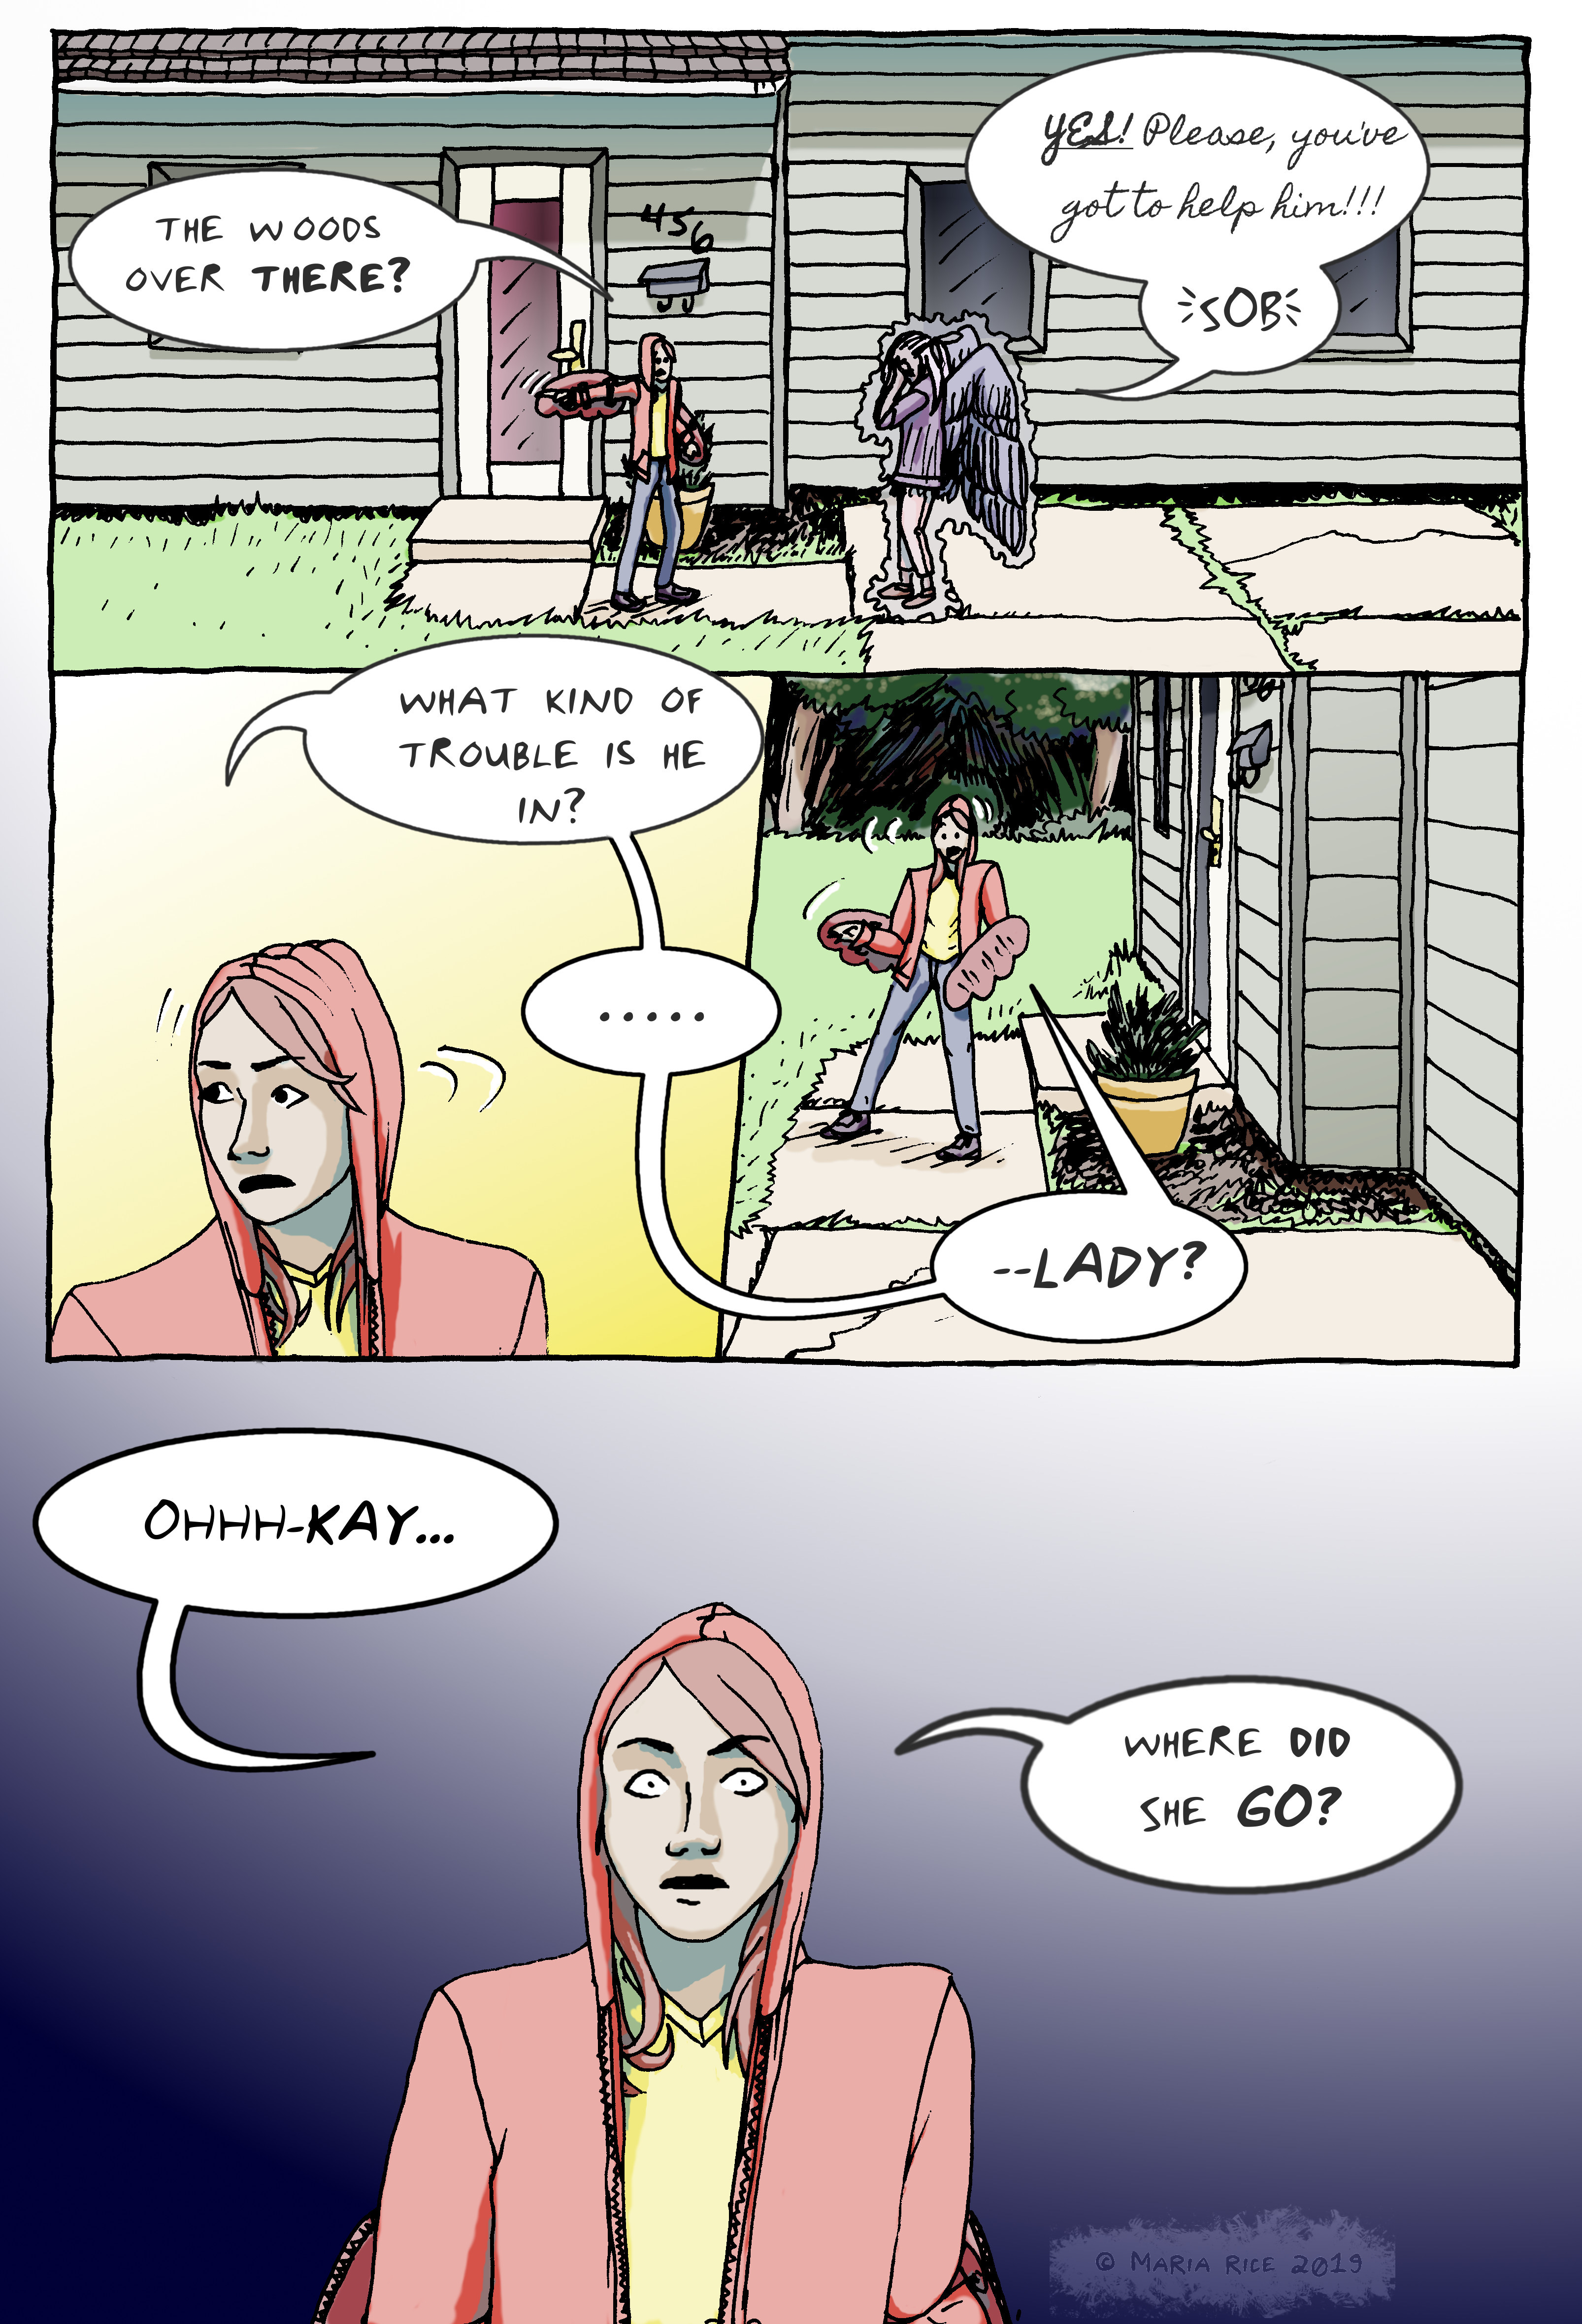 THE WOODS
OVER THERE?
456
YES! Please, you've
got to help him!!!
SOB
WHAT KIND OF
TROUBLE IS HE
IN?
.....
--LADY?
OHHH-KAY...
WHERE DID
SHE GO?
© MARIA RICE 2019